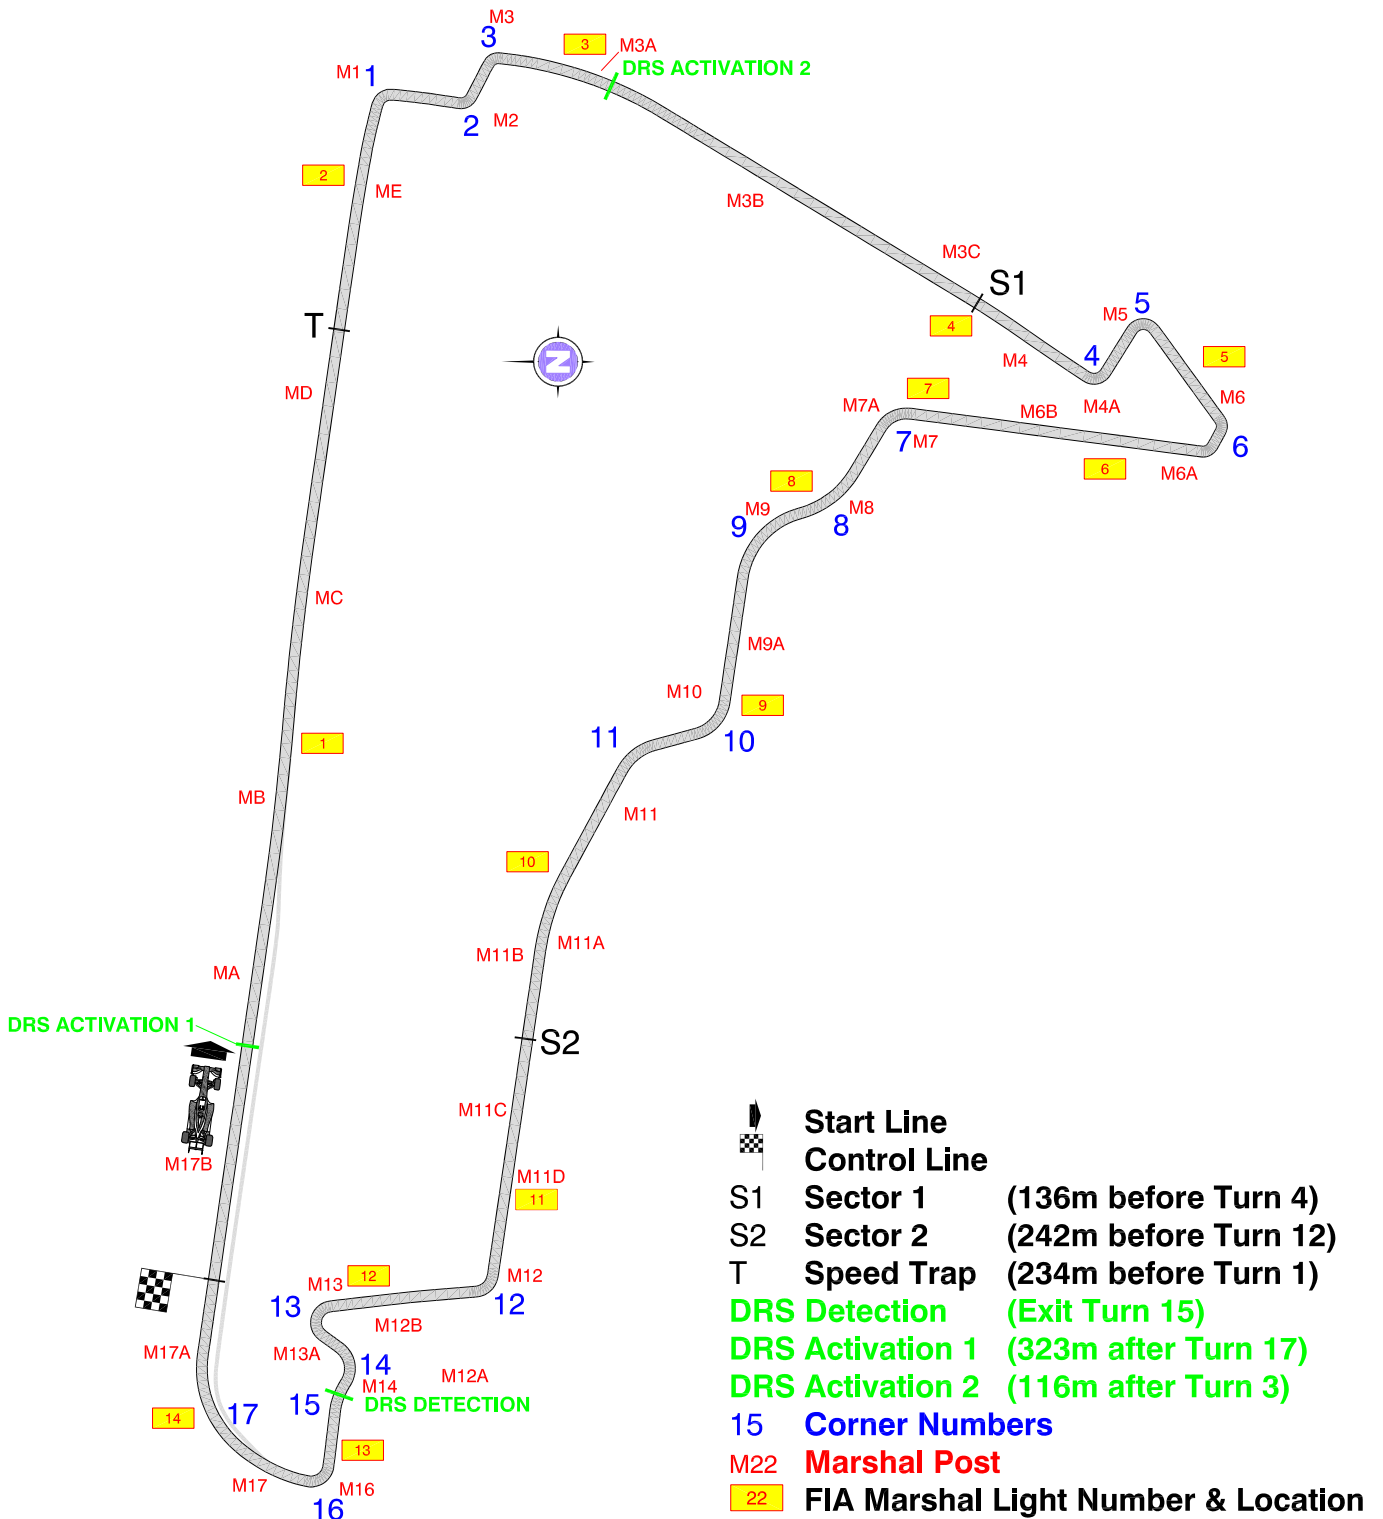 M3
3
3
M3A
DRS ACTIVATION 2
M1
1
2
M2
2
ME
M3B
M3C
S1
T
4
5
M5
4
M4
5
N
MD
7
M7A
M6B
M4A
M6
7
M7
6
6
M6A
8
M9
9
8
M8
MC
M9A
M10
9
11
10
1
MB
M11
10
M11B
M11A
MA
DRS ACTIVATION 1
S2
M11C
M17B
M11D
11
M13
12
M12
13
12
M12B
M17A
M13A
14
M12A
M14
15
DRS DETECTION
14
17
13
M17
M16
16
Start Line
Control Line
S1 Sector 1 (136m before Turn 4)
S2 Sector 2 (242m before Turn 12)
T Speed Trap (234m before Turn 1)
DRS Detection (Exit Turn 15)
DRS Activation 1 (323m after Turn 17)
DRS Activation 2 (116m after Turn 3)
15 Corner Numbers
M22 Marshal Post
22 FIA Marshal Light Number & Location